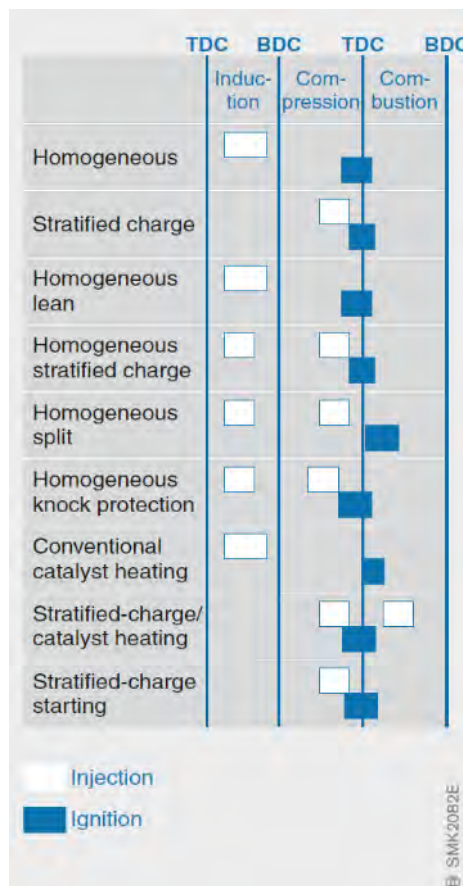 TDC BDC TDC BDC
Induc- Com- Com-
tion pression bustion
Homogeneous
Stratified charge
Homogeneous
lean
Homogeneous
stratified charge
Homogeneous
split
Homogeneous
knock protection
Conventional
catalyst heating
Stratified-charge/
catalyst heating
Stratified-charge
starting
Injection
Ignition
SMK2082E